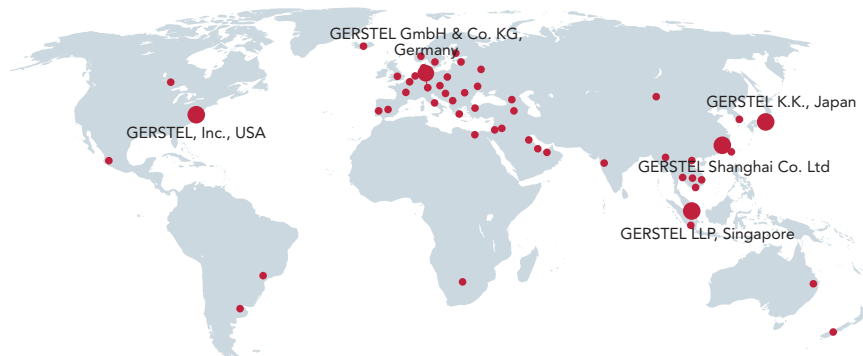 GERSTEL GmbH & Co. KG,
Germany
GERSTEL K.K., Japan
GERSTEL, Inc., USA
GERSTEL Shanghai Co. Ltd
GERSTEL LLP, Singapore